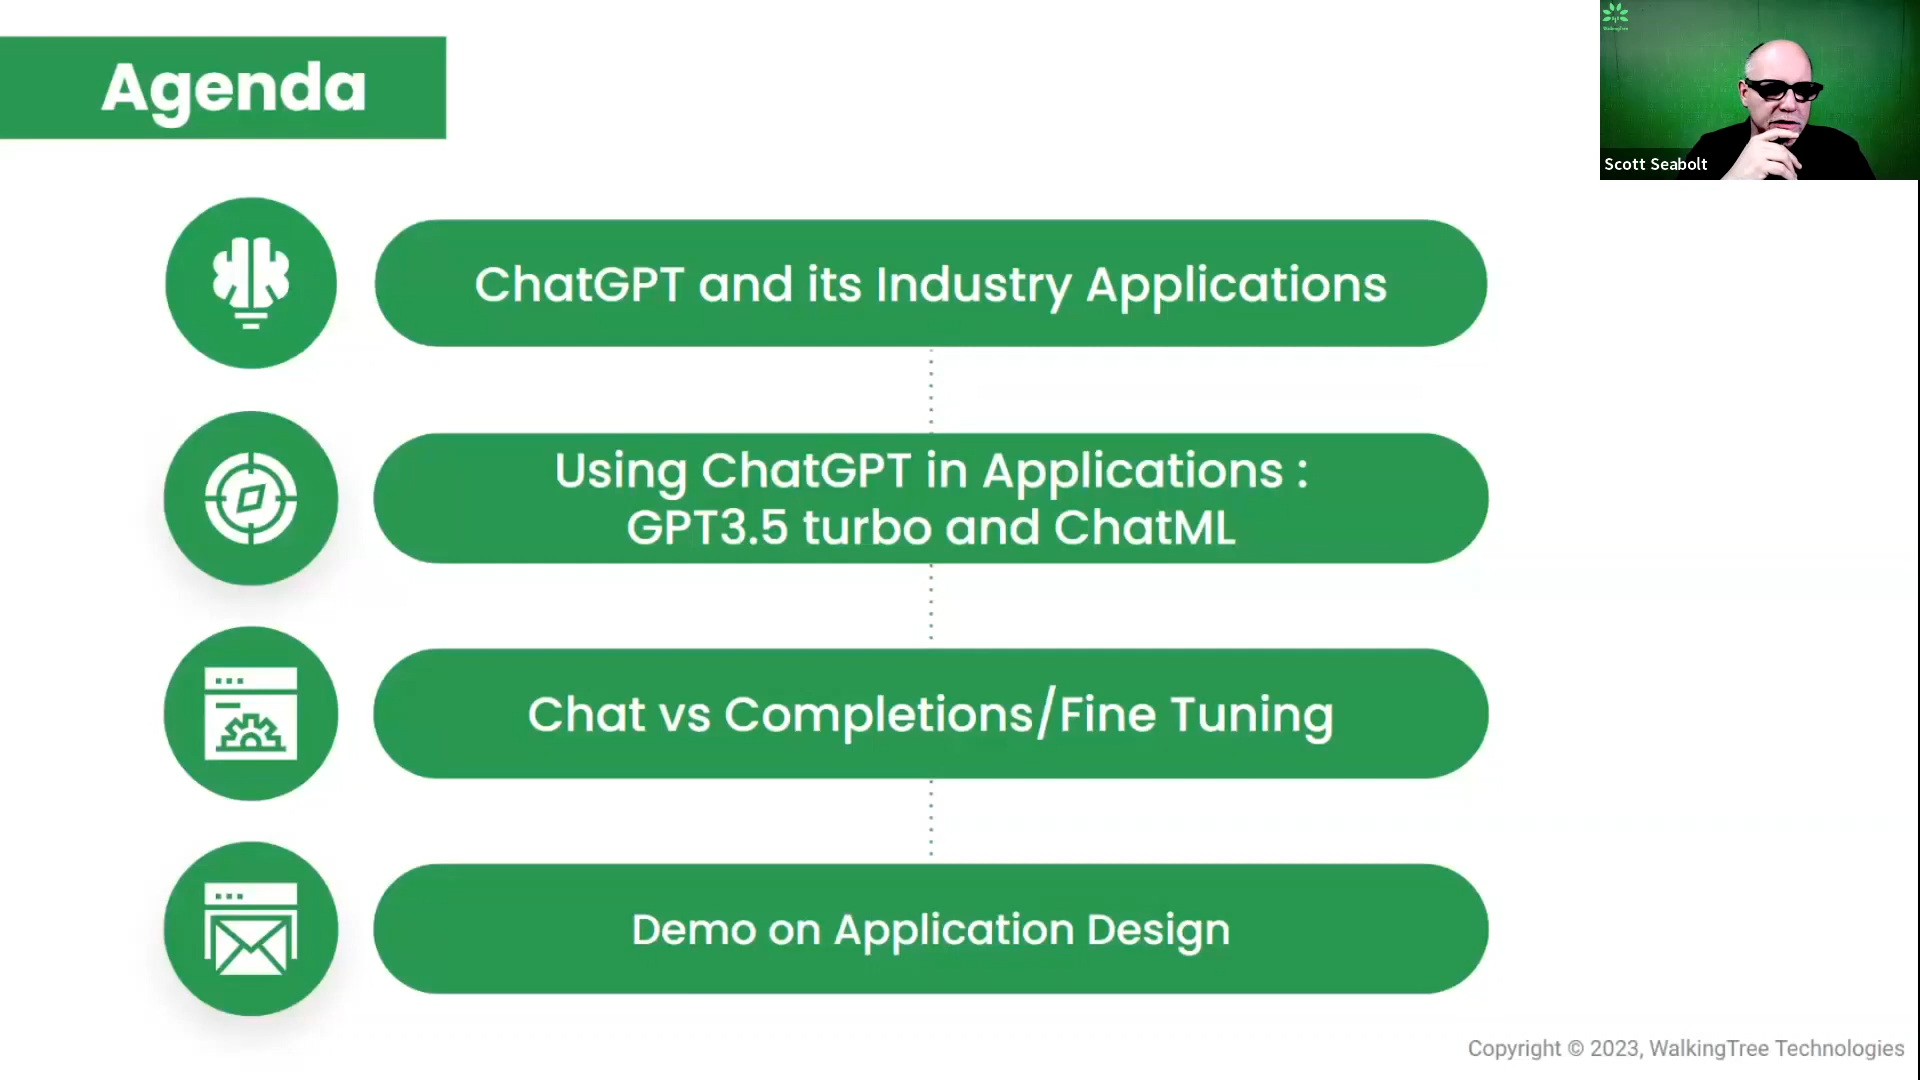 Agenda
Scott Seabolt
ChatGPT and its Industry Applications
Using ChatGPT in Applications :
GPT3.5 turbo and ChatML
Chat vs Completions/Fine Tuning
Demo on Application Design
Copyright © 2023, WalkingTree Technologies